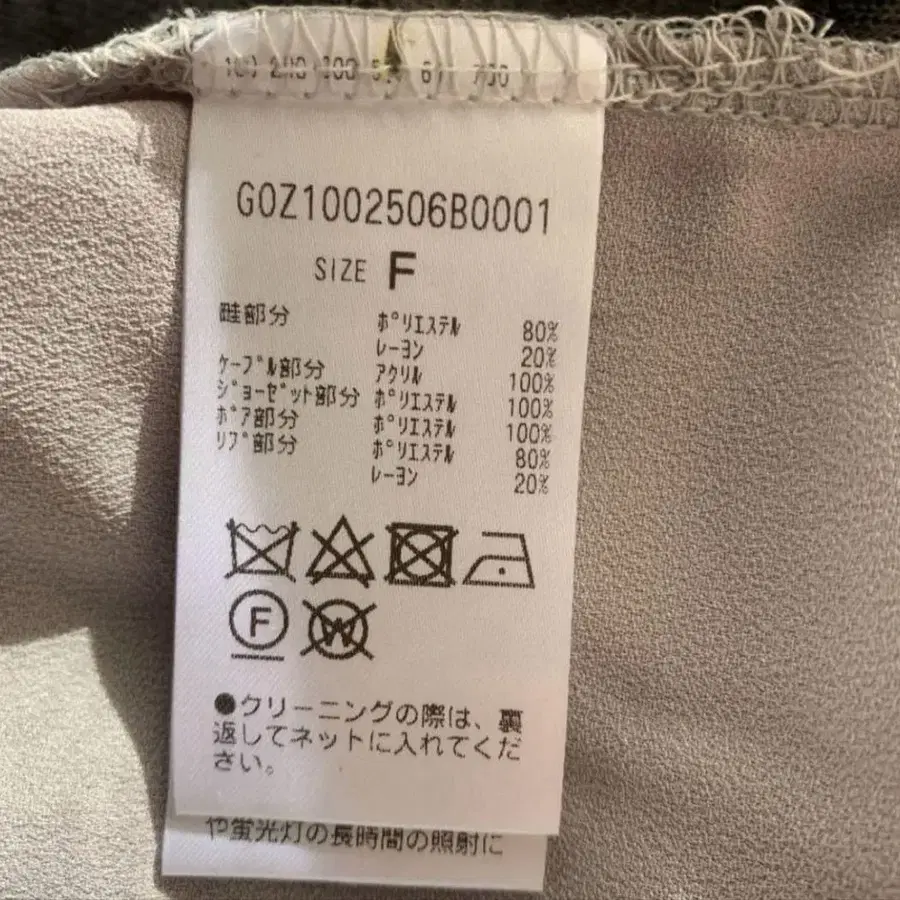 G0Z1002506B0001
SIZE F
畦部分 ﾎﾟﾘｴｽﾃﾙ 80%
ﾚｰﾖﾝ 20%
ｹｰﾌﾞﾙ部分 ｱｸﾘﾙ 100%
ｼﾞｮｰｾﾞｯﾄ部分 ﾎﾟﾘｴｽﾃﾙ 100%
ﾎﾞｱ部分 ﾎﾟﾘｴｽﾃﾙ 100%
ﾘﾌﾞ部分 ﾎﾟﾘｴｽﾃﾙ 80%
ﾚｰﾖﾝ 20%
F W
●クリーニングの際は、裏
返してネットに入れてくだ
さい。
や蛍光灯の長時間の照射に